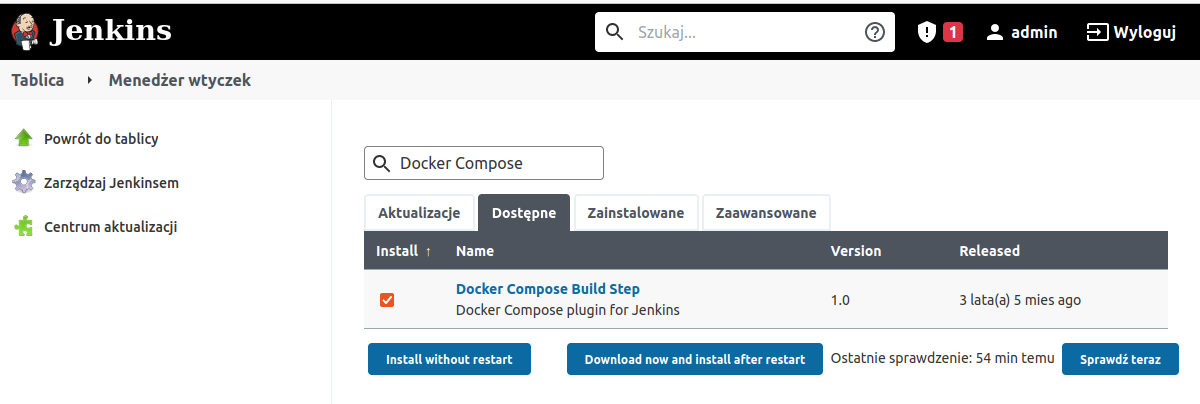 Jenkins
Szukaj...
1
admin
Wyloguj
Tablica
Menedżer wtyczek
Powrót do tablicy
Zarządzaj Jenkinsem
Centrum aktualizacji
Docker Compose
Aktualizacje Dostępne Zainstalowane Zaawansowane
Install ↑ Name Version Released
Docker Compose Build Step
Docker Compose plugin for Jenkins
1.0
3 lata(a) 5 mies ago
Install without restart
Download now and install after restart
Ostatnie sprawdzenie: 54 min temu
Sprawdź teraz